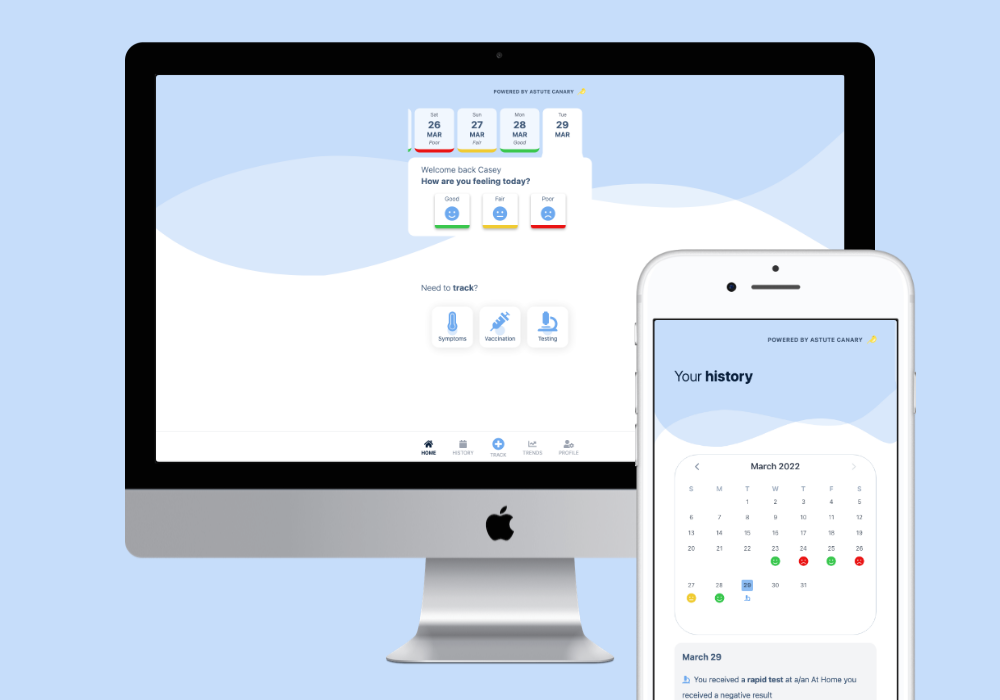 POWERED BY ASTUTE CANARY
Sat Sun Mon Tue
26 27 28 29
MAR MAR MAR MAR
Poor Fair Good
Welcome back Casey
How are you feeling today?
Good Fair Poor
Need to track?
Symptoms Vaccination Testing
HOME HISTORY TRACK TRENDS PROFILE
POWERED BY ASTUTE CANARY
Your history
March 2022
S M T W T F S
1 2 3 4 5
6 7 8 9 10 11 12
13 14 15 16 17 18 19
20 21 22 23 24 25 26
27 28 29 30 31
March 29
You received a rapid test at a/an At Home you
received a negative result